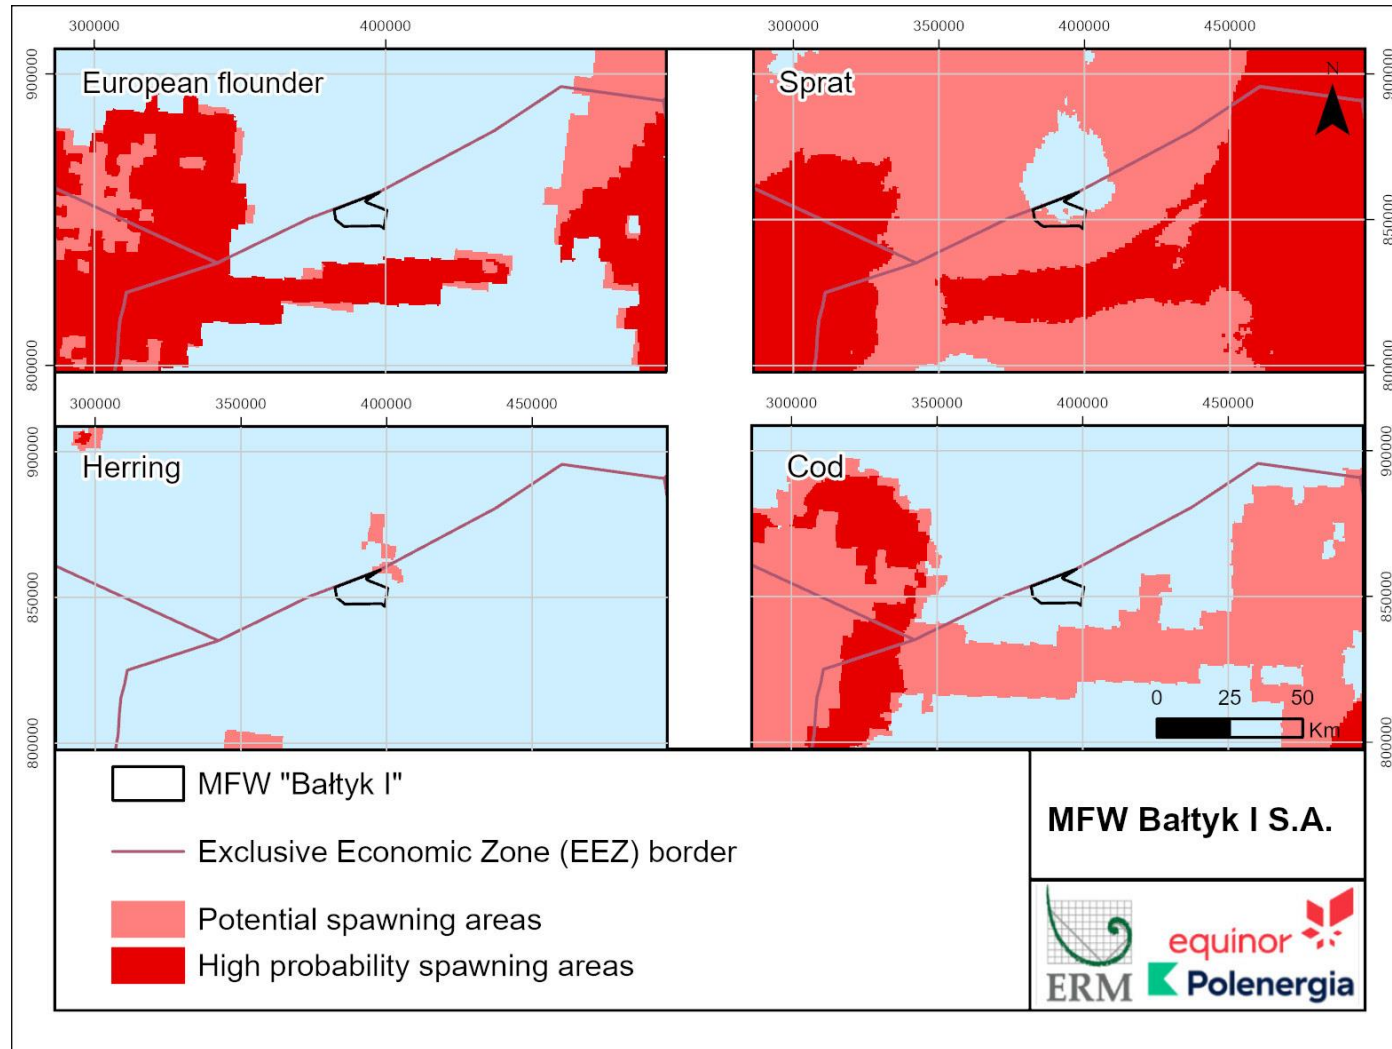 300000 400000
300000 350000 400000 450000
900000
850000
800000
European flounder
Sprat
N
900000
850000
800000
300000 350000 400000 450000
300000 350000 400000 450000
900000
850000
800000
Herring
Cod
900000
850000
800000
0 25 50
Km
MFW "Bałtyk I"
Exclusive Economic Zone (EEZ) border
Potential spawning areas
High probability spawning areas
MFW Bałtyk I S.A.
ERM
equinor
Polenergia